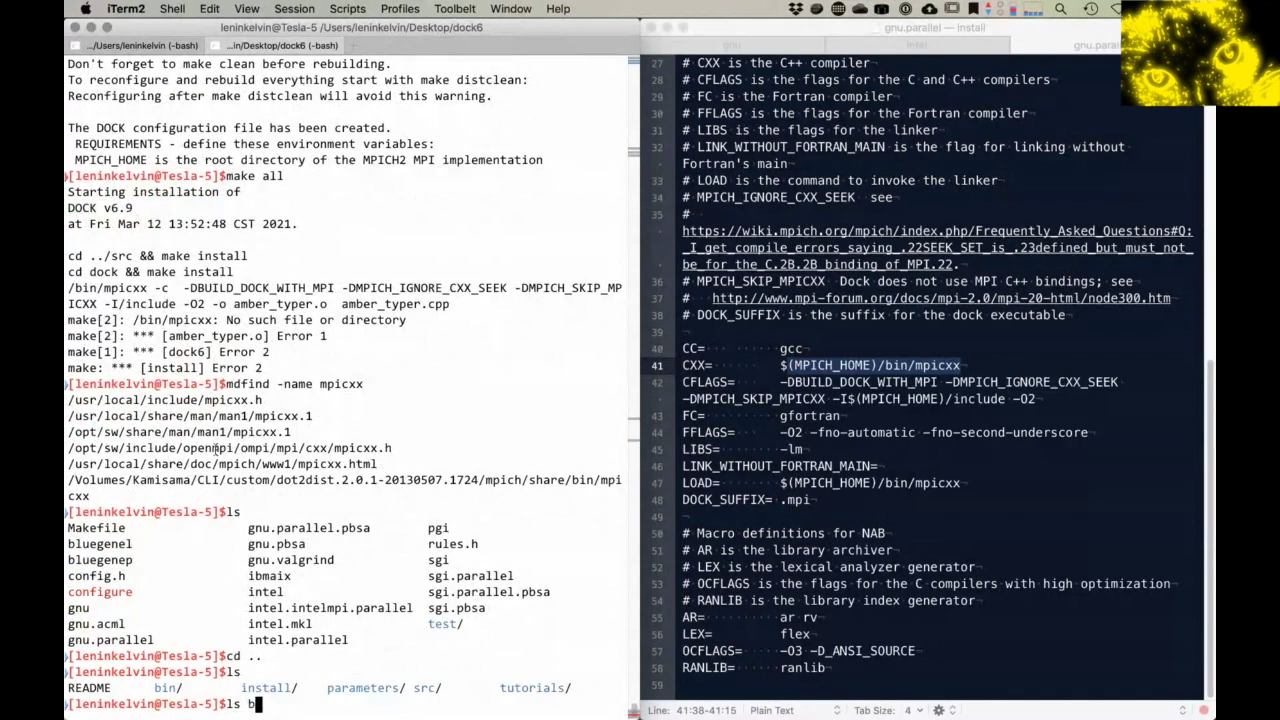 iTerm2 Shell Edit View Session Scripts Profiles Toolbelt Window Help
leninkelvin@Tesla-5] /Users/leninkelvin/Desktop/dock6
.../Users/leninkelvin (-bash) ...in/Desktop/dock6 (-bash)
Don't forget to make clean before rebuilding.
To reconfigure and rebuild everything start with make distclean:
Reconfiguring after make distclean will avoid this warning.
The DOCK configuration file has been created.
REQUIREMENTS - define these environment variables:
MPICH_HOME is the root directory of the MPICH2 MPI implementation
[leninkelvin@Tesla-5]$make all
Starting installation of
DOCK v6.9
at Fri Mar 12 13:52:48 CST 2021.
cd ../src && make install
cd dock && make install
/bin/mpicxx -c -DBUILD_DOCK_WITH_MPI -DMPICH_IGNORE_CXX_SEEK -DMPICH_SKIP_MP
ICXX -I/include -O2 -o amber_typer.o amber_typer.cpp
make[2]: /bin/mpicxx: No such file or directory
make[2]: *** [amber_typer.o] Error 1
make[1]: *** [dock6] Error 2
make: *** [install] Error 2
[leninkelvin@Tesla-5]$mdfind -name mpicxx
/usr/local/include/mpicxx.h
/usr/local/share/man/man1/mpicxx.1
/opt/sw/share/man/man1/mpicxx.1
/opt/sw/include/openmpi/ompi/mpi/cxx/mpicxx.h
/usr/local/share/doc/mpich/www1/mpicxx.html
/Volumes/Kamisama/CLI/custom/dot2dist.2.0.1-20130507.1724/mpich/share/bin/mpi
cxx
[leninkelvin@Tesla-5]$ls
Makefile gnu.parallel.pbsa pgi
bluegenel gnu.pbsa rules.h
bluegenep gnu.valgrind sgi
config.h ibmaix sgi.parallel
configure intel sgi.parallel.pbsa
gnu intel.intelmpi.parallel sgi.pbsa
gnu.acml intel.mkl test/
gnu.parallel intel.parallel
[leninkelvin@Tesla-5]$cd ..
[leninkelvin@Tesla-5]$ls
README bin/ install/ parameters/ src/ tutorials/
[leninkelvin@Tesla-5]$ls b
gnu.parallel — install
gnu intel gnu.paral
27 # CXX is the C++ compiler
28 # CFLAGS is the flags for the C and C++ compilers
29 # FC is the Fortran compiler
30 # FFLAGS is the flags for the Fortran compiler
31 # LIBS is the flags for the linker
32 # LINK_WITHOUT_FORTRAN_MAIN is the flag for linking without
Fortran's main
33 # LOAD is the command to invoke the linker
34 # MPICH_IGNORE_CXX_SEEK see
35 #
https://wiki.mpich.org/mpich/index.php/Frequently_Asked_Questions#Q:
_I_get_compile_errors_saying_.22SEEK_SET_is_.23defined_but_must_not_
be_for_the_C.2B.2B_binding_of_MPI.22.
36 # MPICH_SKIP_MPICXX Dock does not use MPI C++ bindings; see
37 # http://www.mpi-forum.org/docs/mpi-2.0/mpi-20-html/node300.htm
38 # DOCK_SUFFIX is the suffix for the dock executable
39
40 CC= gcc
41 CXX= $(MPICH_HOME)/bin/mpicxx
42 CFLAGS= -DBUILD_DOCK_WITH_MPI -DMPICH_IGNORE_CXX_SEEK
-DMPICH_SKIP_MPICXX -I$(MPICH_HOME)/include -O2
43 FC= gfortran
44 FFLAGS= -O2 -fno-automatic -fno-second-underscore
45 LIBS= -lm
46 LINK_WITHOUT_FORTRAN_MAIN=
47 LOAD= $(MPICH_HOME)/bin/mpicxx
48 DOCK_SUFFIX= .mpi
49
50 # Macro definitions for NAB
51 # AR is the library archiver
52 # LEX is the lexical analyzer generator
53 # OCFLAGS is the flags for the C compilers with high optimization
54 # RANLIB is the library index generator
55 AR= ar rv
56 LEX= flex
57 OCFLAGS= -O3 -D_ANSI_SOURCE
58 RANLIB= ranlib
59
Line: 41:38-41:15 Plain Text Tab Size: 4